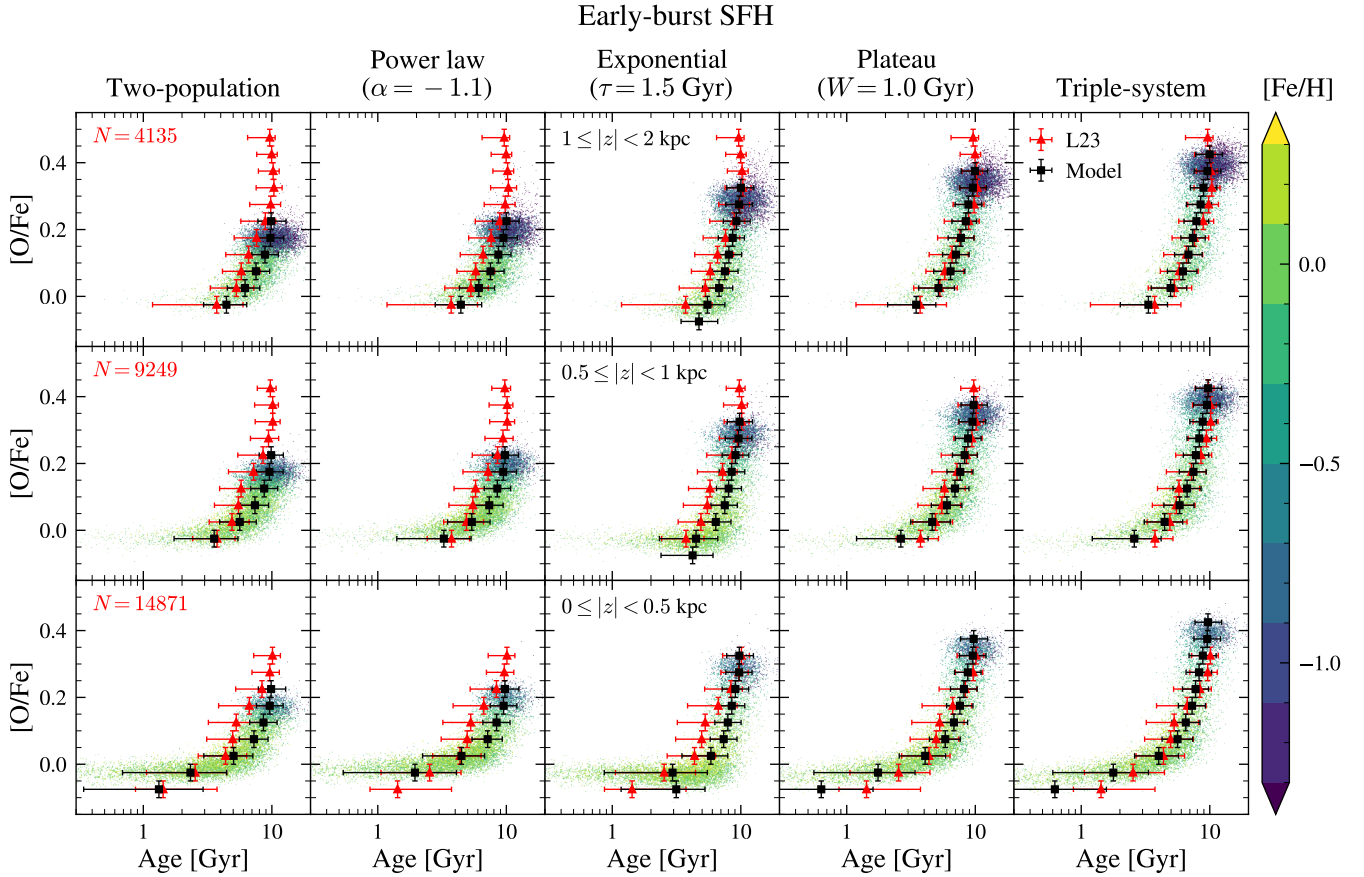 Early-burst SFH
Two-population
Power law
(α = −1.1)
Exponential
(τ = 1.5 Gyr)
Plateau
(W = 1.0 Gyr)
Triple-system
[Fe/H]
N = 4135
1 ≤ |z| < 2 kpc
L23
Model
[O/Fe]
0.4
0.2
0.0
N = 9249
0.5 ≤ |z| < 1 kpc
[O/Fe]
0.4
0.2
0.0
N = 14871
0 ≤ |z| < 0.5 kpc
[O/Fe]
0.4
0.2
0.0
0.0
−0.5
−1.0
1 10
1 10
1 10
1 10
1 10
Age [Gyr]
Age [Gyr]
Age [Gyr]
Age [Gyr]
Age [Gyr]